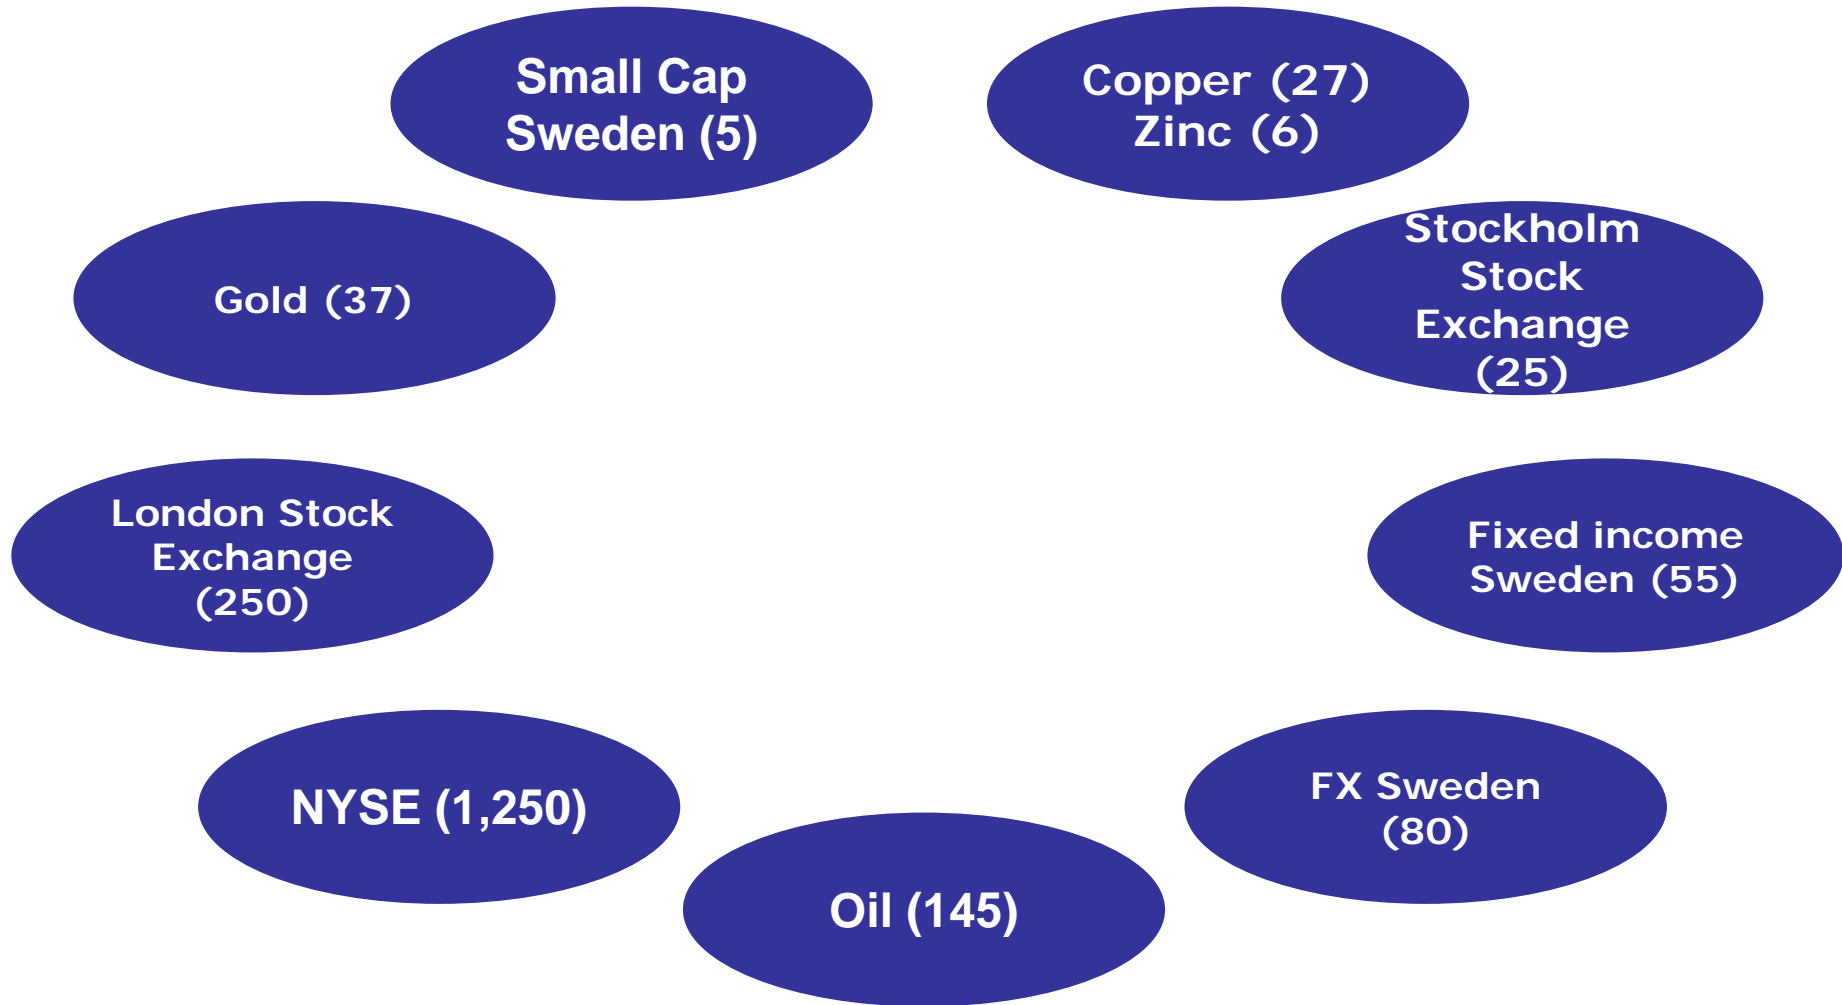 Small Cap
Sweden (5)
Copper (27)
Zinc (6)
Gold (37)
Stockholm
Stock
Exchange
(25)
London Stock
Exchange
(250)
Fixed income
Sweden (55)
NYSE (1,250)
FX Sweden
(80)
Oil (145)